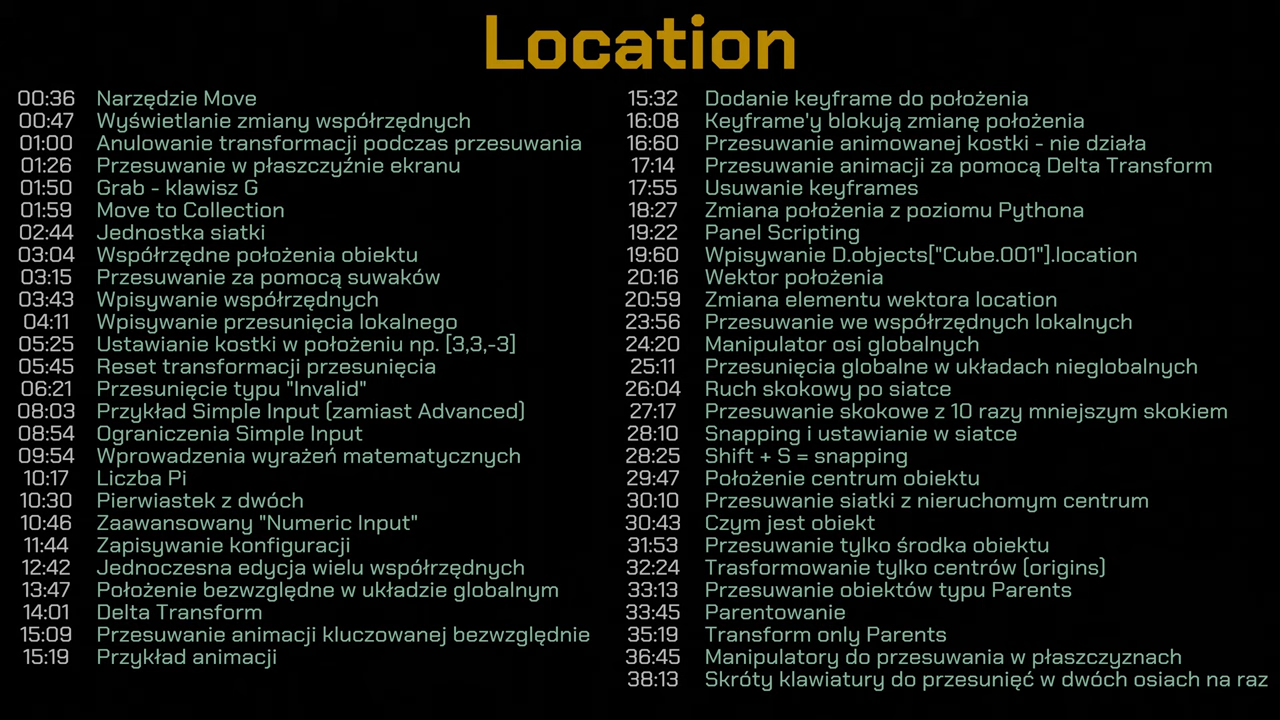 Location
00:36 Narzędzie Move
00:47 Wyświetlanie zmiany współrzędnych
01:00 Anulowanie transformacji podczas przesuwania
01:26 Przesuwanie w płaszczyźnie ekranu
01:50 Grab - klawisz G
01:59 Move to Collection
02:44 Jednostka siatki
03:04 Współrzędne położenia obiektu
03:15 Przesuwanie za pomocą suwaków
03:43 Wpisywanie współrzędnych
04:11 Wpisywanie przesunięcia lokalnego
05:25 Ustawianie kostki w położeniu np. [3,3,-3]
05:45 Reset transformacji przesunięcia
06:21 Przesunięcie typu "Invalid"
08:03 Przykład Simple Input (zamiast Advanced)
08:54 Ograniczenia Simple Input
09:54 Wprowadzenia wyrażeń matematycznych
10:17 Liczba Pi
10:30 Pierwiastek z dwóch
10:46 Zaawansowany "Numeric Input"
11:44 Zapisywanie konfiguracji
12:42 Jednoczesna edycja wielu współrzędnych
13:47 Położenie bezwzględne w układzie globalnym
14:01 Delta Transform
15:09 Przesuwanie animacji kluczowanej bezwzględnie
15:19 Przykład animacji
15:32 Dodanie keyframe do położenia
16:08 Keyframe'y blokują zmianę położenia
16:60 Przesuwanie animowanej kostki - nie działa
17:14 Przesuwanie animacji za pomocą Delta Transform
17:55 Usuwanie keyframes
18:27 Zmiana położenia z poziomu Pythona
19:22 Panel Scripting
19:60 Wpisywanie D.objects["Cube.001"].location
20:16 Wektor położenia
20:59 Zmiana elementu wektora location
23:56 Przesuwanie we współrzędnych lokalnych
24:20 Manipulator osi globalnych
25:11 Przesunięcia globalne w układach nieglobalnych
26:04 Ruch skokowy po siatce
27:17 Przesuwanie skokowe z 10 razy mniejszym skokiem
28:10 Snapping i ustawianie w siatce
28:25 Shift + S = snapping
29:47 Położenie centrum obiektu
30:10 Przesuwanie siatki z nieruchomym centrum
30:43 Czym jest obiekt
31:53 Przesuwanie tylko środka obiektu
32:24 Trasformowanie tylko centrów (origins)
33:13 Przesuwanie obiektów typu Parents
33:45 Parentowanie
35:19 Transform only Parents
36:45 Manipulatory do przesuwania w płaszczyznach
38:13 Skróty klawiatury do przesunięć w dwóch osiach na raz